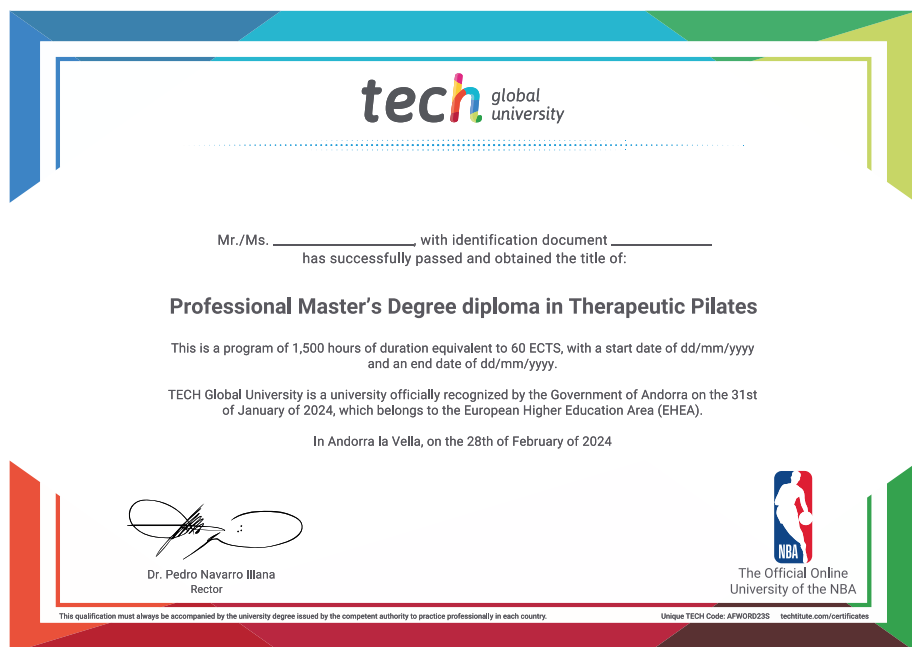 tech global university
Mr./Ms. ________________, with identification document ____________
has successfully passed and obtained the title of:
Professional Master's Degree diploma in Therapeutic Pilates
This is a program of 1,500 hours of duration equivalent to 60 ECTS, with a start date of dd/mm/yyyy
and an end date of dd/mm/yyyy.
TECH Global University is a university officially recognized by the Government of Andorra on the 31st
of January of 2024, which belongs to the European Higher Education Area (EHEA).
In Andorra la Vella, on the 28th of February of 2024
Dr. Pedro Navarro Illana
Rector
NBA
The Official Online
University of the NBA
This qualification must always be accompanied by the university degree issued by the competent authority to practice professionally in each country.
Unique TECH Code: AFWORD23S techtitute.com/certificates